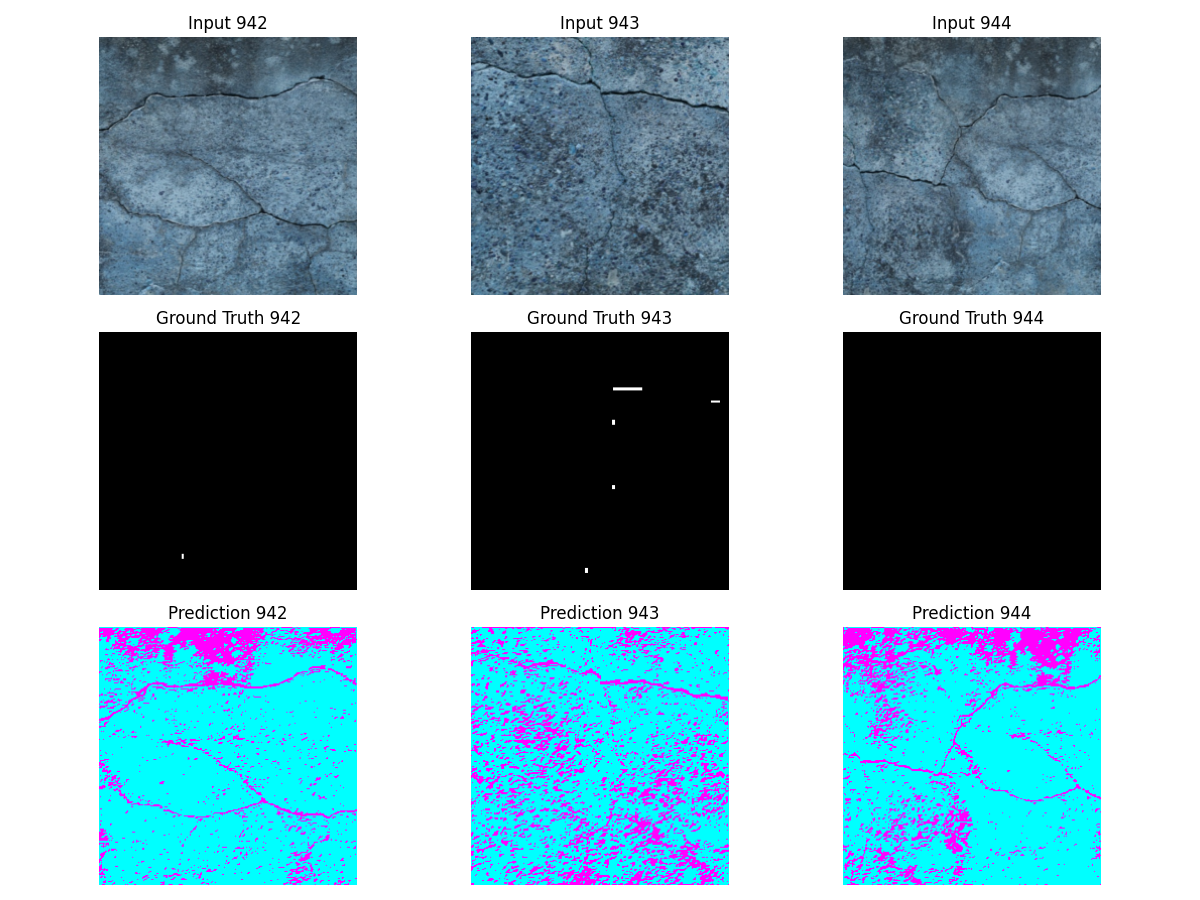 Input 942
Input 943
Input 944
Ground Truth 942
Ground Truth 943
Ground Truth 944
Prediction 942
Prediction 943
Prediction 944